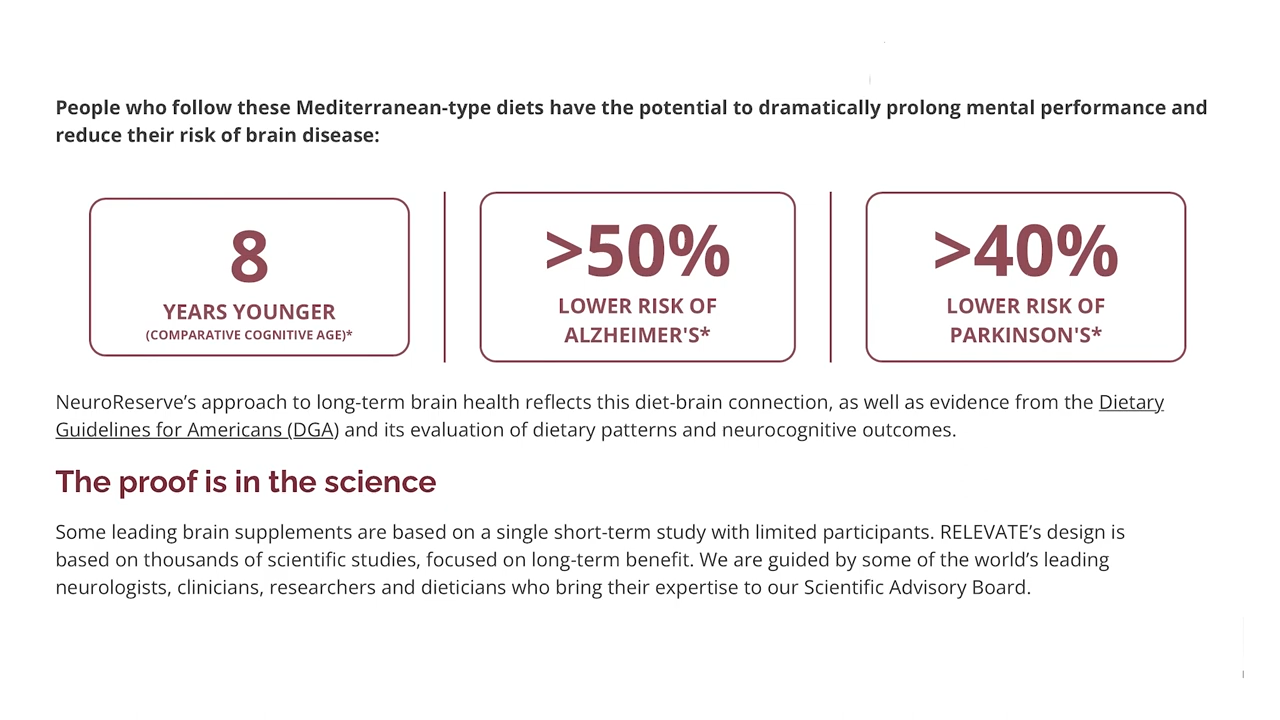 People who follow these Mediterranean-type diets have the potential to dramatically prolong mental performance and
reduce their risk of brain disease:
8
YEARS YOUNGER
(COMPARATIVE COGNITIVE AGE)*
>50%
LOWER RISK OF
ALZHEIMER'S*
>40%
LOWER RISK OF
PARKINSON'S*
NeuroReserve’s approach to long-term brain health reflects this diet-brain connection, as well as evidence from the Dietary
Guidelines for Americans (DGA) and its evaluation of dietary patterns and neurocognitive outcomes.
The proof is in the science
Some leading brain supplements are based on a single short-term study with limited participants. RELEVATE’s design is
based on thousands of scientific studies, focused on long-term benefit. We are guided by some of the world’s leading
neurologists, clinicians, researchers and dieticians who bring their expertise to our Scientific Advisory Board.